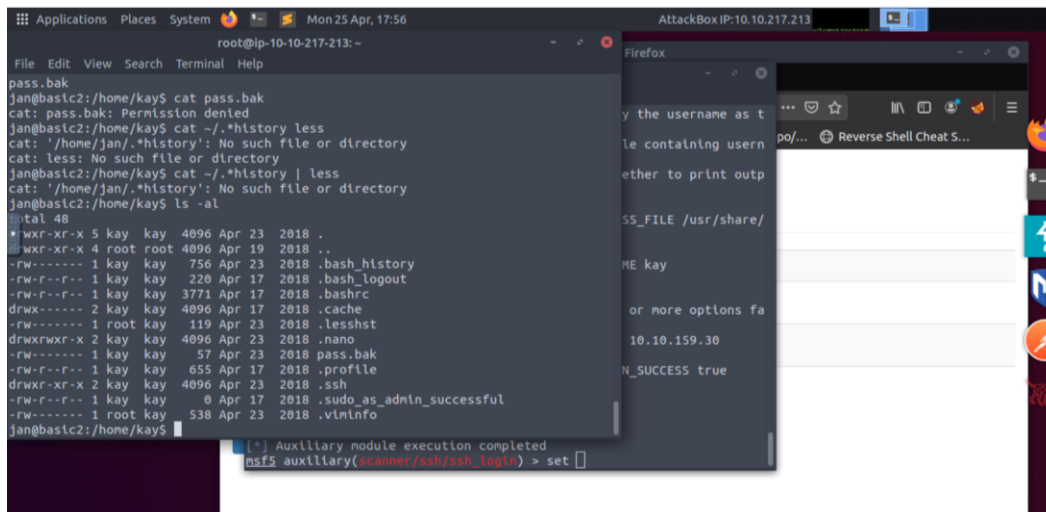 Applications Places System Mon 25 Apr, 17:56 AttackBox IP:10.10.217.213
root@ip-10-10-217-213: ~
File Edit View Search Terminal Help
pass.bak
jan@basic2:/home/kay$ cat pass.bak
cat: pass.bak: Permission denied
jan@basic2:/home/kay$ cat ~/.*history less
cat: '/home/jan/.*history': No such file or directory
cat: less: No such file or directory
jan@basic2:/home/kay$ cat ~/.*history | less
cat: '/home/jan/.*history': No such file or directory
jan@basic2:/home/kay$ ls -al
total 48
rwxr-xr-x 5 kay kay 4096 Apr 23 2018 .
drwxr-xr-x 4 root root 4096 Apr 19 2018 ..
-rw------- 1 kay kay 756 Apr 23 2018 .bash_history
-rw-r--r-- 1 kay kay 220 Apr 17 2018 .bash_logout
-rw-r--r-- 1 kay kay 3771 Apr 17 2018 .bashrc
drwx------ 2 kay kay 4096 Apr 17 2018 .cache
-rw------- 1 root kay 119 Apr 23 2018 .lesshst
drwxrwxr-x 2 kay kay 4096 Apr 23 2018 .nano
-rw------- 1 kay kay 57 Apr 23 2018 pass.bak
-rw-r--r-- 1 kay kay 655 Apr 17 2018 .profile
drwxr-xr-x 2 kay kay 4096 Apr 23 2018 .ssh
-rw-r--r-- 1 kay kay 0 Apr 17 2018 .sudo_as_admin_successful
-rw------- 1 root kay 538 Apr 23 2018 .viminfo
jan@basic2:/home/kay$
Firefox
po/... Reverse Shell Cheat S...
y the username as t
le containing usern
ether to print outp
SS_FILE /usr/share/
ME kay
or more options fa
10.10.159.30
N_SUCCESS true
[*] Auxiliary module execution completed
msf5 auxiliary(scanner/ssh/ssh_login) > set